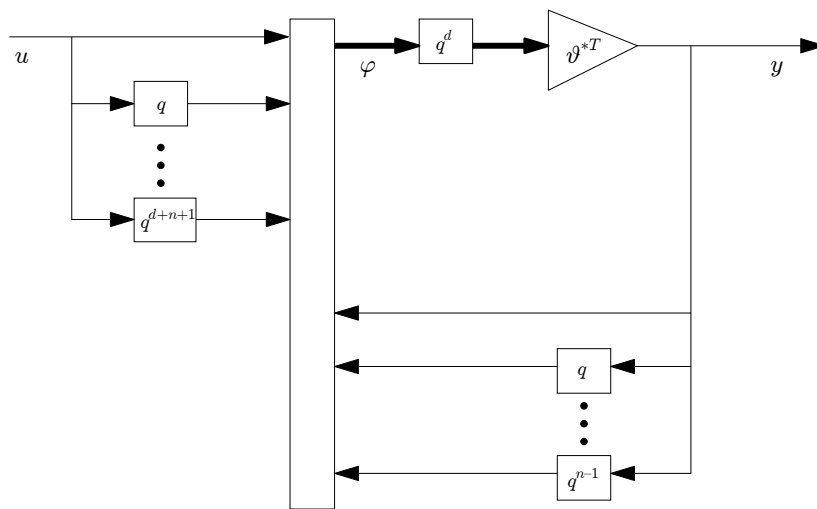 u
q
q^{d+n+1}
φ
q^d
ϑ^{*T}
y
q
q^{n-1}